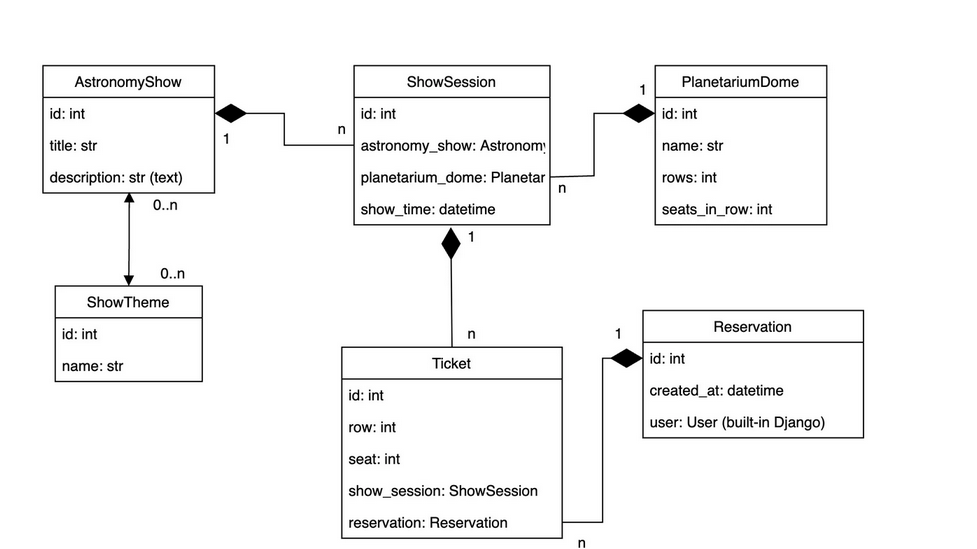 AstronomyShow
id: int
title: str
description: str (text)
1
n
ShowSession
id: int
astronomy_show: Astronomy
planetarium_dome: Planetar
show_time: datetime
n
1
PlanetariumDome
id: int
name: str
rows: int
seats_in_row: int
0..n
0..n
ShowTheme
id: int
name: str
1
n
Ticket
id: int
row: int
seat: int
show_session: ShowSession
reservation: Reservation
n
1
Reservation
id: int
created_at: datetime
user: User (built-in Django)